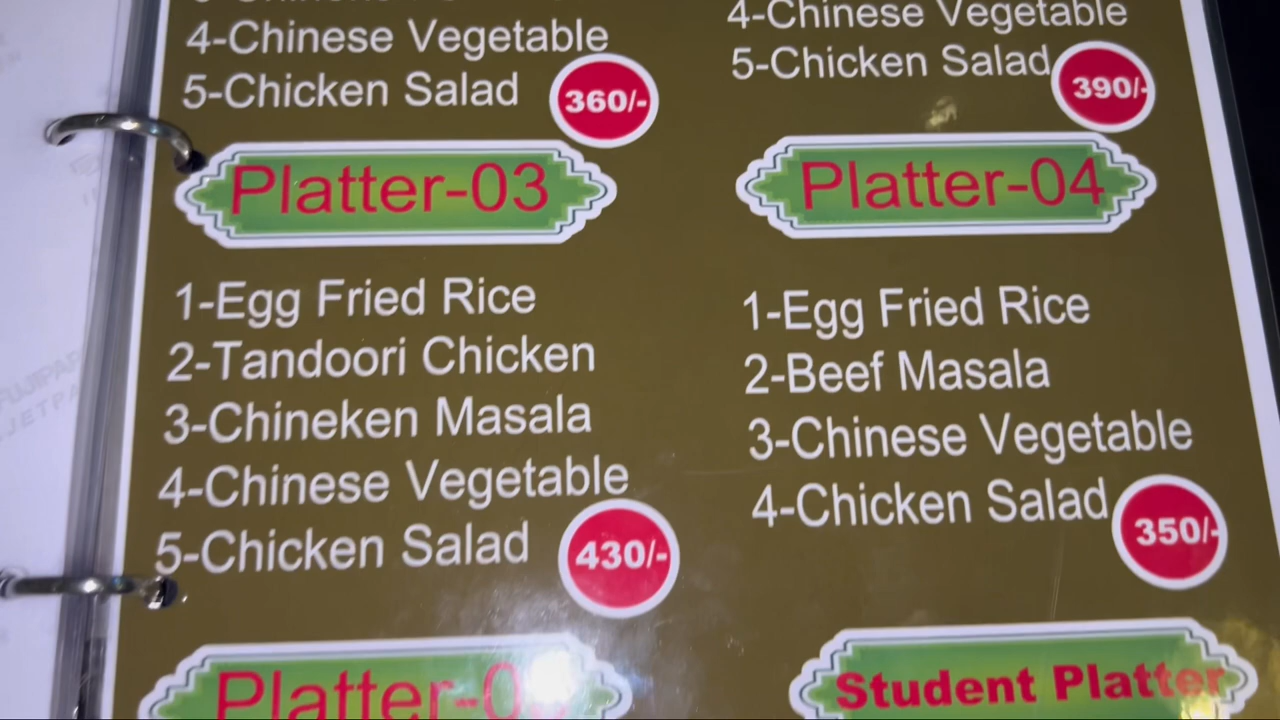 4-Chinese Vegetable
5-Chicken Salad
360/-
4-Chinese Vegetable
5-Chicken Salad
390/-
Platter-03
1-Egg Fried Rice
2-Tandoori Chicken
3-Chineken Masala
4-Chinese Vegetable
5-Chicken Salad
430/-
Platter-04
1-Egg Fried Rice
2-Beef Masala
3-Chinese Vegetable
4-Chicken Salad
350/-
Student Platter